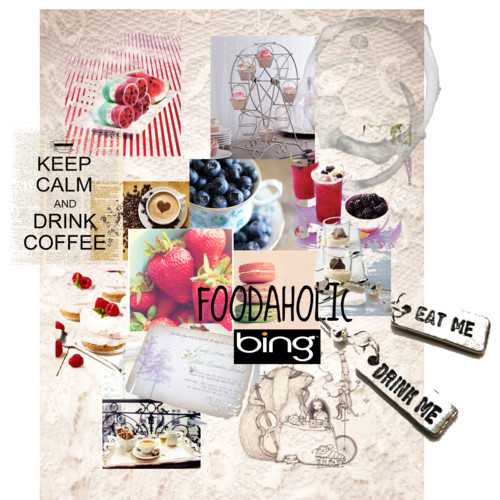 KEEP
CALM
AND
DRINK
COFFEE
FOODAHOLIC
bing
EAT ME
DRINK ME